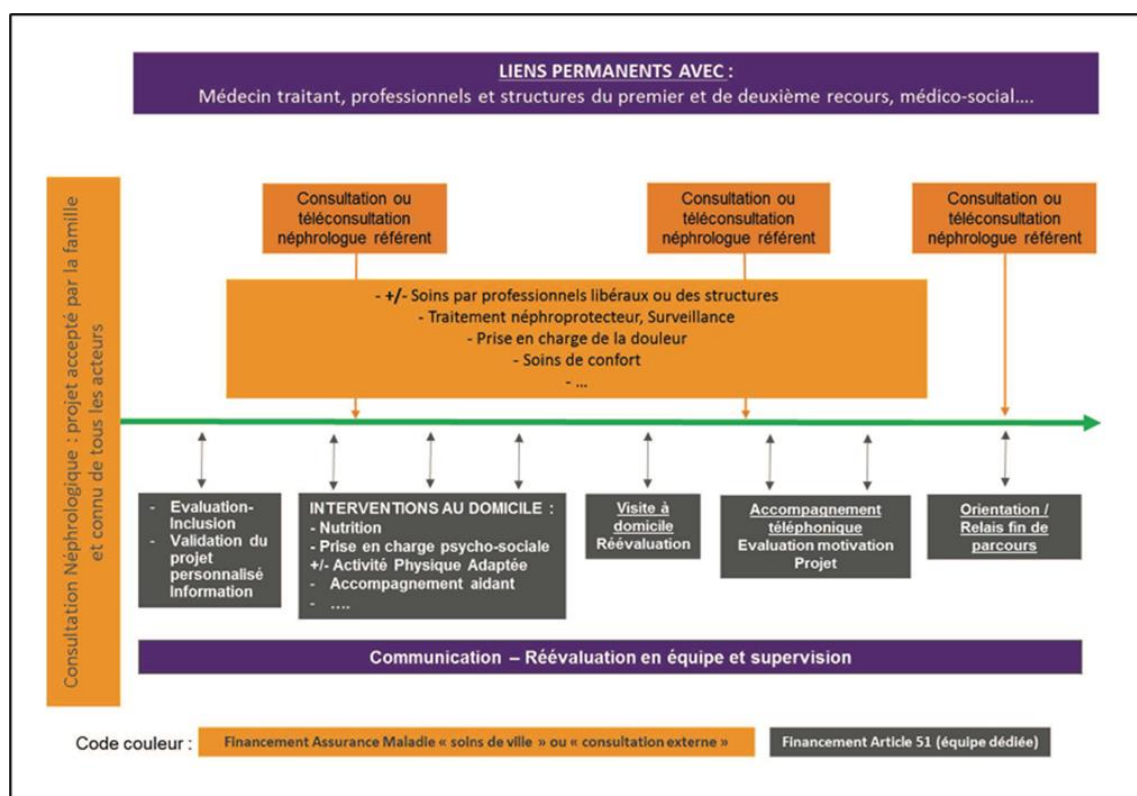 LIENS PERMANENTS AVEC :
Médecin traitant, professionnels et structures du premier et de deuxième recours, médico-social....
Consultation Néphrologique : projet accepté par la famille
et connu de tous les acteurs
Consultation ou
téléconsultation
néphrologue référent
Consultation ou
téléconsultation
néphrologue référent
Consultation ou
téléconsultation
néphrologue référent
- +/- Soins par professionnels libéraux ou des structures
- Traitement néphroprotecteur, Surveillance
- Prise en charge de la douleur
- Soins de confort
- ...
- Evaluation-
Inclusion
- Validation du
projet
personnalisé
Information
INTERVENTIONS AU DOMICILE :
- Nutrition
- Prise en charge psycho-sociale
+/- Activité Physique Adaptée
- Accompagnement aidant
- ....
Visite à
domicile
Réévaluation
Accompagnement
téléphonique
Evaluation motivation
Projet
Orientation /
Relais fin de
parcours
Communication – Réévaluation en équipe et supervision
Code couleur :
Financement Assurance Maladie « soins de ville » ou « consultation externe »
Financement Article 51 (équipe dédiée)